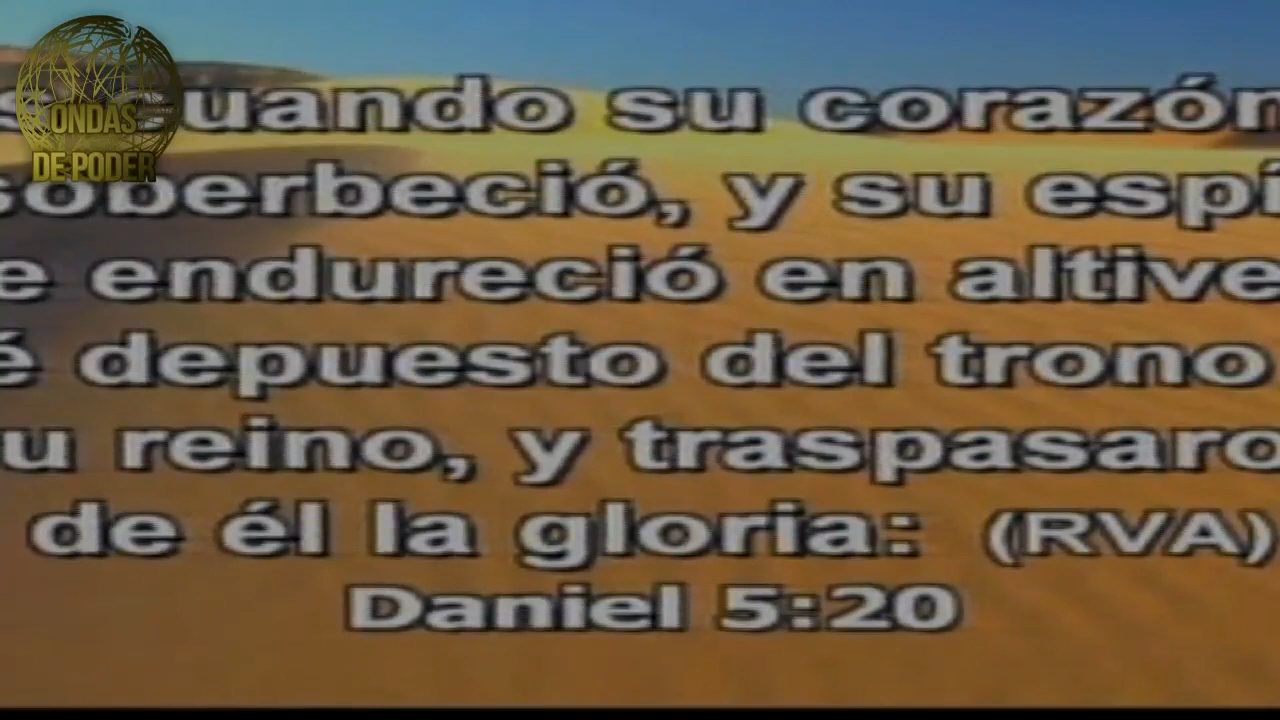 ONDAS
DE PODER
s cuando su corazón
soberbeció, y su espí
e endureció en altive
é depuesto del trono
u reino, y traspasaro
de él la gloria: (RVA)
Daniel 5:20